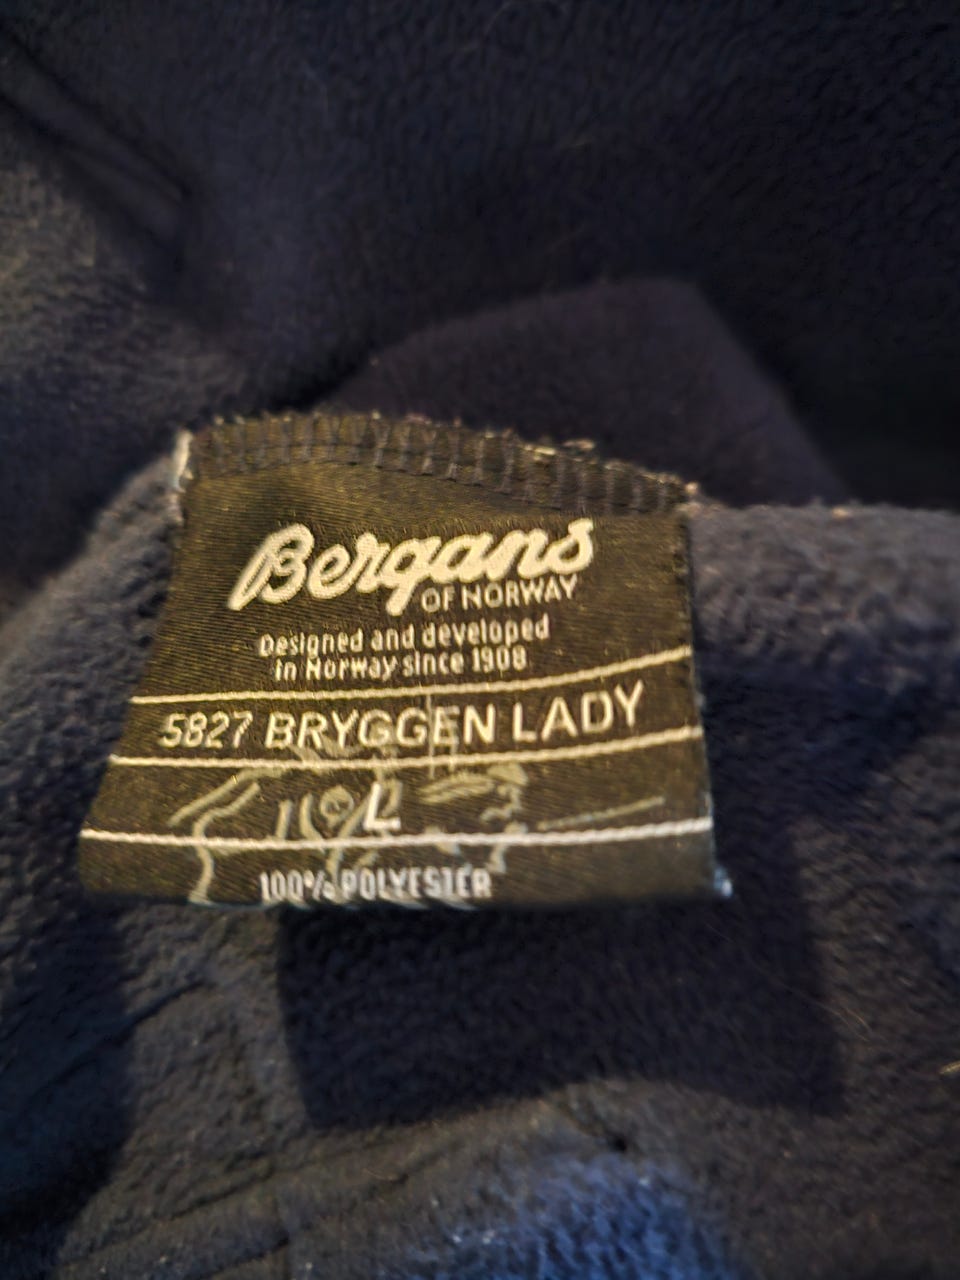 Bergans
OF NORWAY
Designed and developed
in Norway since 1908
5827 BRYGGEN LADY
L
100% POLYESTER